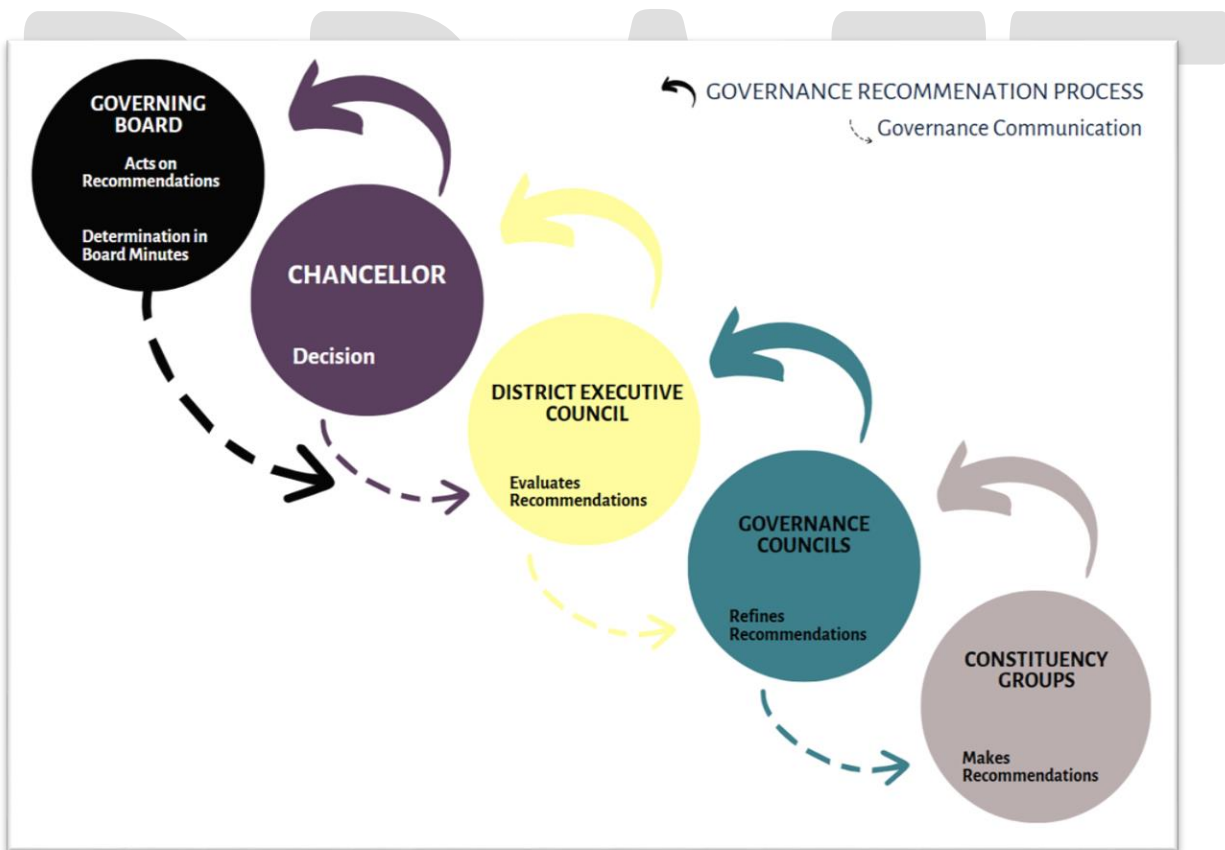 DRAFT
GOVERNANCE RECOMMENATION PROCESS
Governance Communication
GOVERNING
BOARD
Acts on
Recommendations
Determination in
Board Minutes
CHANCELLOR
Decision
DISTRICT EXECUTIVE
COUNCIL
Evaluates
Recommendations
GOVERNANCE
COUNCILS
Refines
Recommendations
CONSTITUENCY
GROUPS
Makes
Recommendations